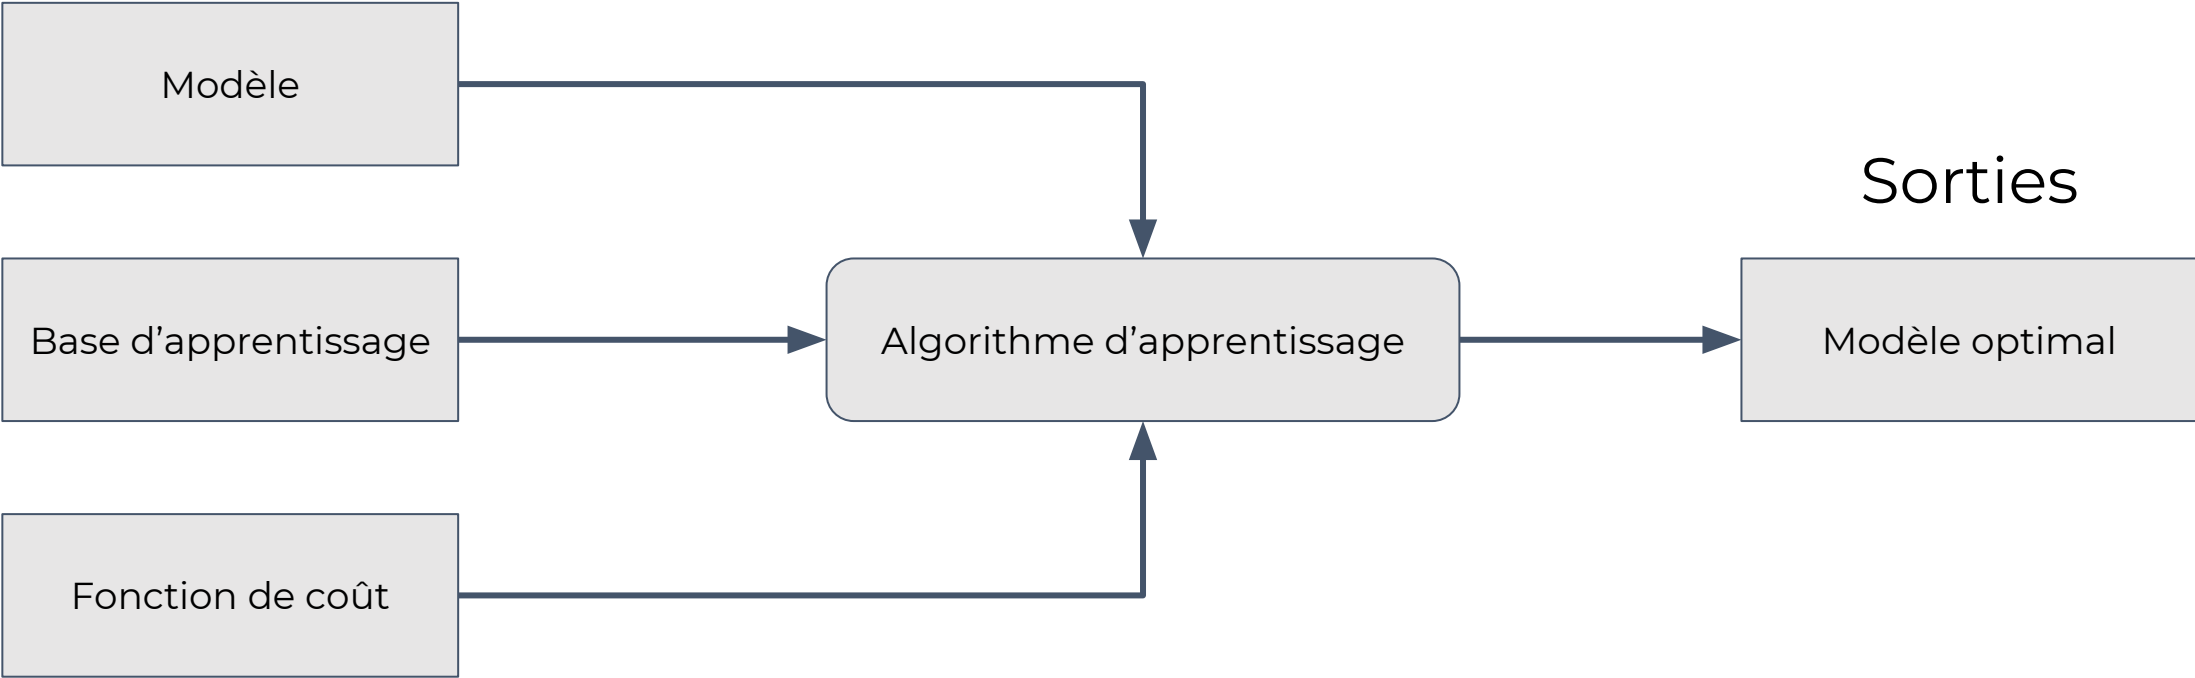 Modèle
Sorties
Base d’apprentissage
Algorithme d’apprentissage
Modèle optimal
Fonction de coût